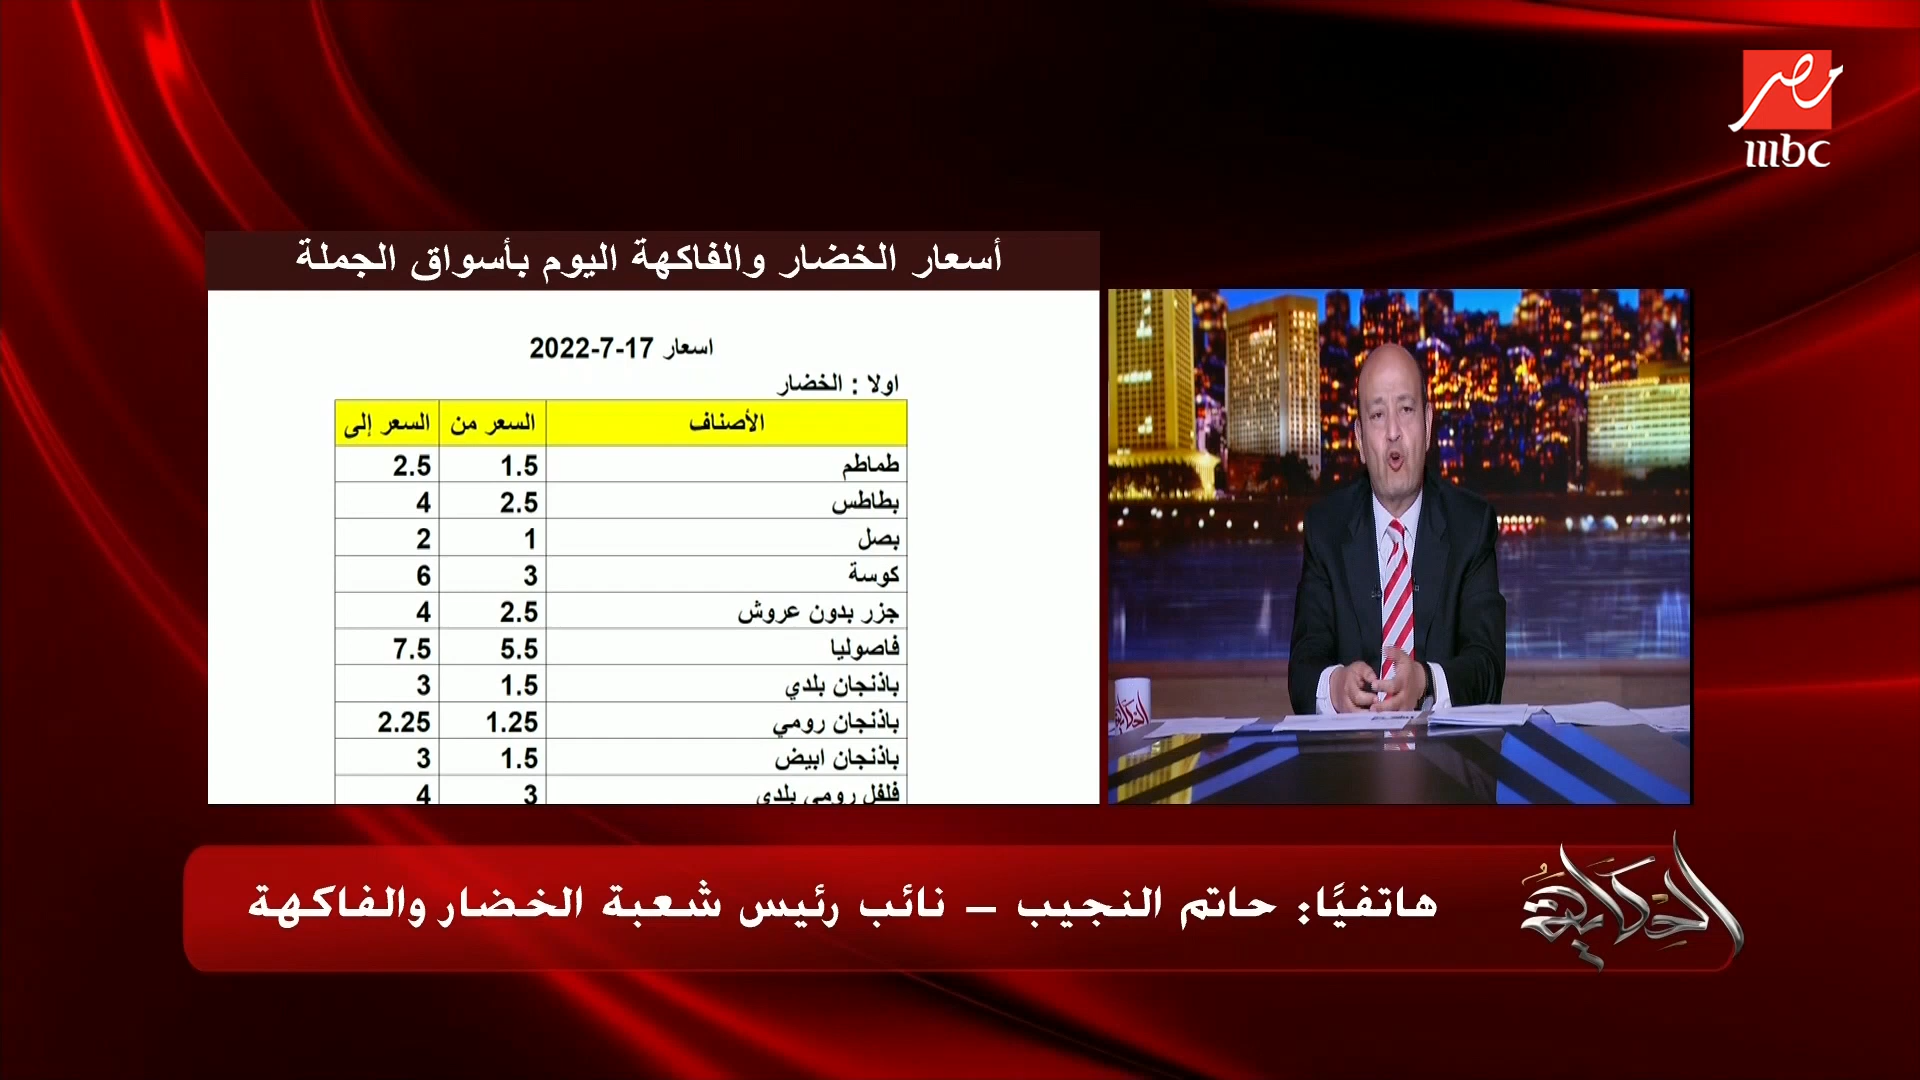 مصر
mbc
أسعار الخضار والفاكهة اليوم بأسواق الجملة
اسعار 17-7-2022
اولا : الخضار
الأصناف السعر من السعر إلى
طماطم 1.5 2.5
بطاطس 2.5 4
بصل 1 2
كوسة 3 6
جزر بدون عروش 2.5 4
فاصوليا 5.5 7.5
باذنجان بلدي 1.5 3
باذنجان رومي 1.25 2.25
باذنجان ابيض 1.5 3
فلفل رومي بلدي 3 4
الحكاية
هاتفيًا: حاتم النجيب – نائب رئيس شعبة الخضار والفاكهة
الحكاية